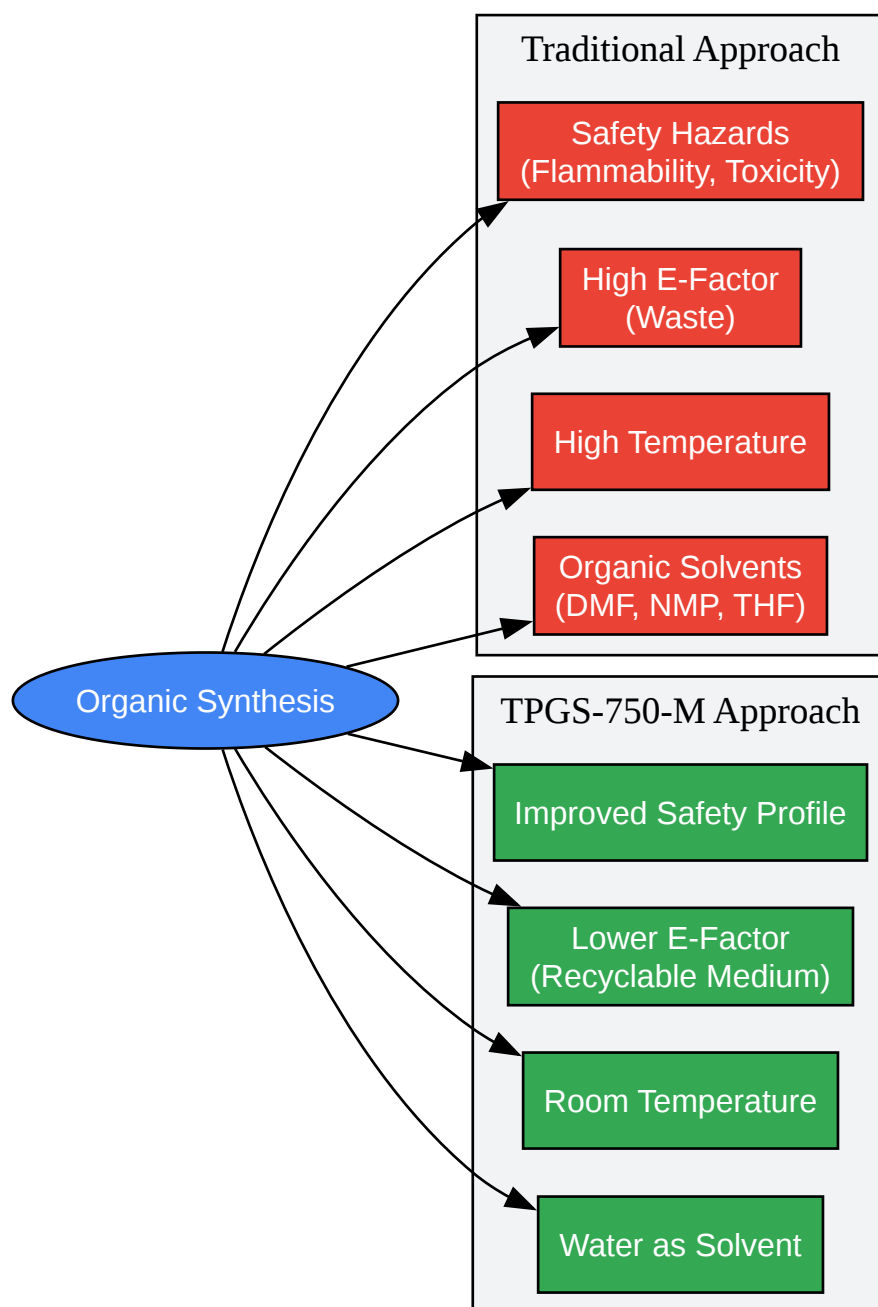 Traditional Approach
Safety Hazards
(Flammability, Toxicity)
High E-Factor
(Waste)
High Temperature
Organic Solvents
(DMF, NMP, THF)
Organic Synthesis
TPGS-750-M Approach
Improved Safety Profile
Lower E-Factor
(Recyclable Medium)
Room Temperature
Water as Solvent